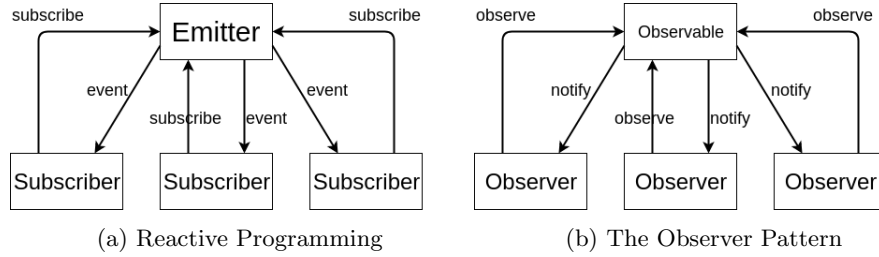 subscribe
Emitter
subscribe
event
subscribe
event
event
Subscriber
Subscriber
Subscriber
(a) Reactive Programming
observe
Observable
observe
notify
observe
notify
notify
Observer
Observer
Observer
(b) The Observer Pattern